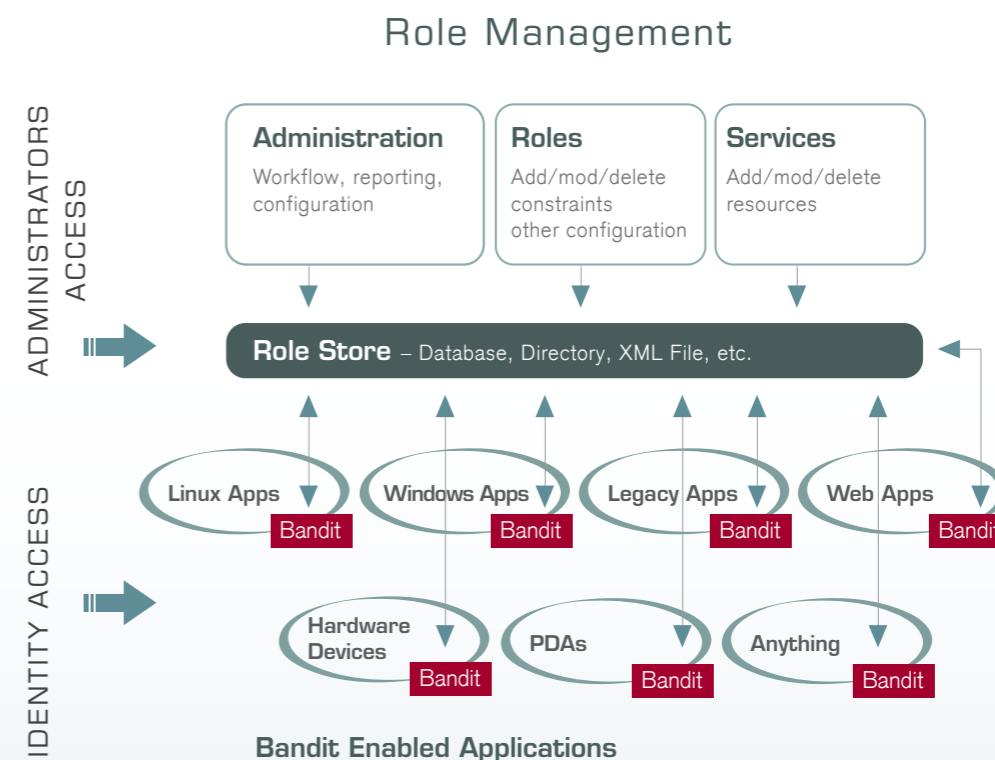 Role Management
ADMINISTRATORS
ACCESS
Administration
Workflow, reporting,
configuration
Roles
Add/mod/delete
constraints
other configuration
Services
Add/mod/delete
resources
Role Store – Database, Directory, XML File, etc.
IDENTITY ACCESS
Linux Apps
Bandit
Windows Apps
Bandit
Legacy Apps
Bandit
Web Apps
Bandit
Hardware
Devices
Bandit
PDAs
Bandit
Anything
Bandit
Bandit Enabled Applications